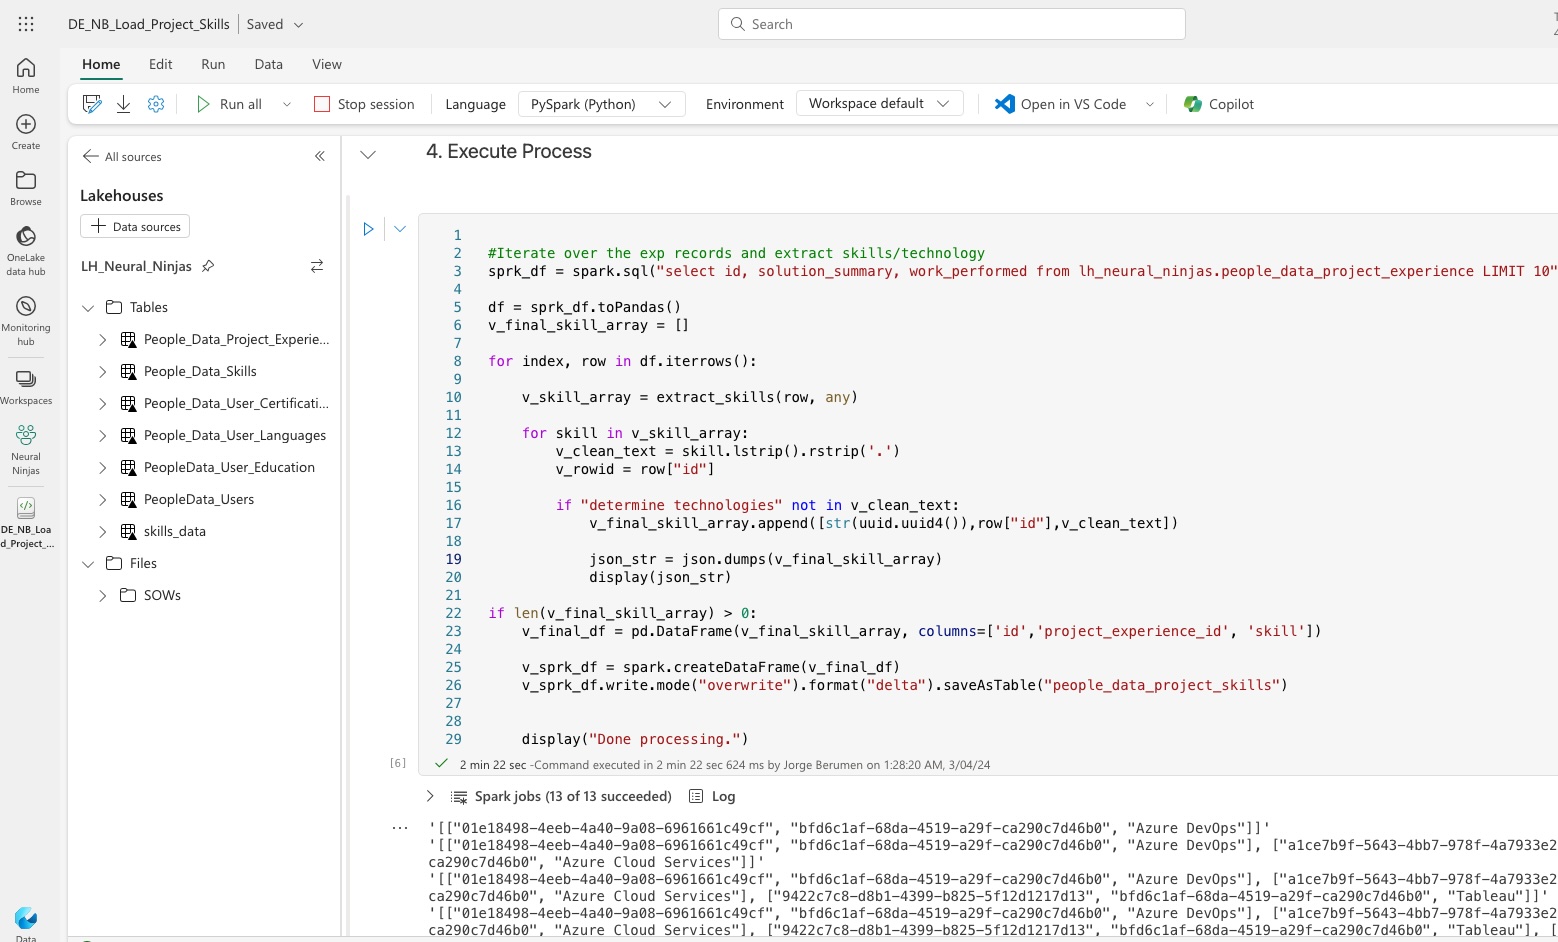 DE_NB_Load_Project_Skills | Saved
Search
Home Edit Run Data View
Run all Stop session Language PySpark (Python) Environment Workspace default Open in VS Code Copilot
Home
Create
Browse
OneLake
data hub
Monitoring
hub
Workspaces
Neural
Ninjas
DE_NB_Loa
d_Project_...
Data
All sources
Lakehouses
Data sources
LH_Neural_Ninjas
Tables
People_Data_Project_Experie...
People_Data_Skills
People_Data_User_Certificati...
People_Data_User_Languages
PeopleData_User_Education
PeopleData_Users
skills_data
Files
SOWs
4. Execute Process
1
2 #Iterate over the exp records and extract skills/technology
3 sprk_df = spark.sql("select id, solution_summary, work_performed from lh_neural_ninjas.people_data_project_experience LIMIT 10"
4
5 df = sprk_df.toPandas()
6 v_final_skill_array = []
7
8 for index, row in df.iterrows():
9
10 v_skill_array = extract_skills(row, any)
11
12 for skill in v_skill_array:
13 v_clean_text = skill.lstrip().rstrip('.')
14 v_rowid = row["id"]
15
16 if "determine technologies" not in v_clean_text:
17 v_final_skill_array.append([str(uuid.uuid4()),row["id"],v_clean_text])
18
19 json_str = json.dumps(v_final_skill_array)
20 display(json_str)
21
22 if len(v_final_skill_array) > 0:
23 v_final_df = pd.DataFrame(v_final_skill_array, columns=['id','project_experience_id', 'skill'])
24
25 v_sprk_df = spark.createDataFrame(v_final_df)
26 v_sprk_df.write.mode("overwrite").format("delta").saveAsTable("people_data_project_skills")
27
28
29 display("Done processing.")
[6] 2 min 22 sec -Command executed in 2 min 22 sec 624 ms by Jorge Berumen on 1:28:20 AM, 3/04/24
Spark jobs (13 of 13 succeeded) Log
'[["01e18498-4eeb-4a40-9a08-6961661c49cf", "bfd6c1af-68da-4519-a29f-ca290c7d46b0", "Azure DevOps"]]'
'[["01e18498-4eeb-4a40-9a08-6961661c49cf", "bfd6c1af-68da-4519-a29f-ca290c7d46b0", "Azure DevOps"], ["a1ce7b9f-5643-4bb7-978f-4a7933e2
ca290c7d46b0", "Azure Cloud Services"]]'
'[["01e18498-4eeb-4a40-9a08-6961661c49cf", "bfd6c1af-68da-4519-a29f-ca290c7d46b0", "Azure DevOps"], ["a1ce7b9f-5643-4bb7-978f-4a7933e2
ca290c7d46b0", "Azure Cloud Services"], ["9422c7c8-d8b1-4399-b825-5f12d1217d13", "bfd6c1af-68da-4519-a29f-ca290c7d46b0", "Tableau"]]'
'[["01e18498-4eeb-4a40-9a08-6961661c49cf", "bfd6c1af-68da-4519-a29f-ca290c7d46b0", "Azure DevOps"], ["a1ce7b9f-5643-4bb7-978f-4a7933e2
ca290c7d46b0", "Azure Cloud Services"], ["9422c7c8-d8b1-4399-b825-5f12d1217d13", "bfd6c1af-68da-4519-a29f-ca290c7d46b0", "Tableau"], [